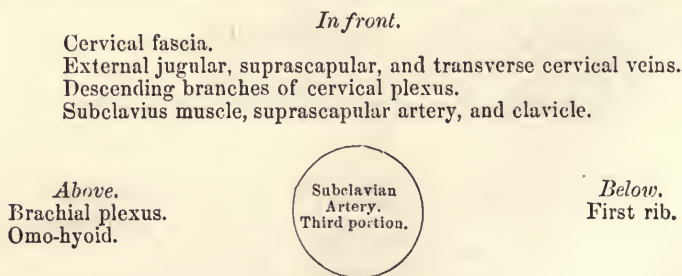 In front.
Cervical fascia.
External jugular, suprascapular, and transverse cervical veins.
Descending branches of cervical plexus.
Subclavius muscle, suprascapular artery, and clavicle.
Above.
Brachial plexus.
Omo-hyoid.
Subclavian
Artery.
Third portion.
Below.
First rib.